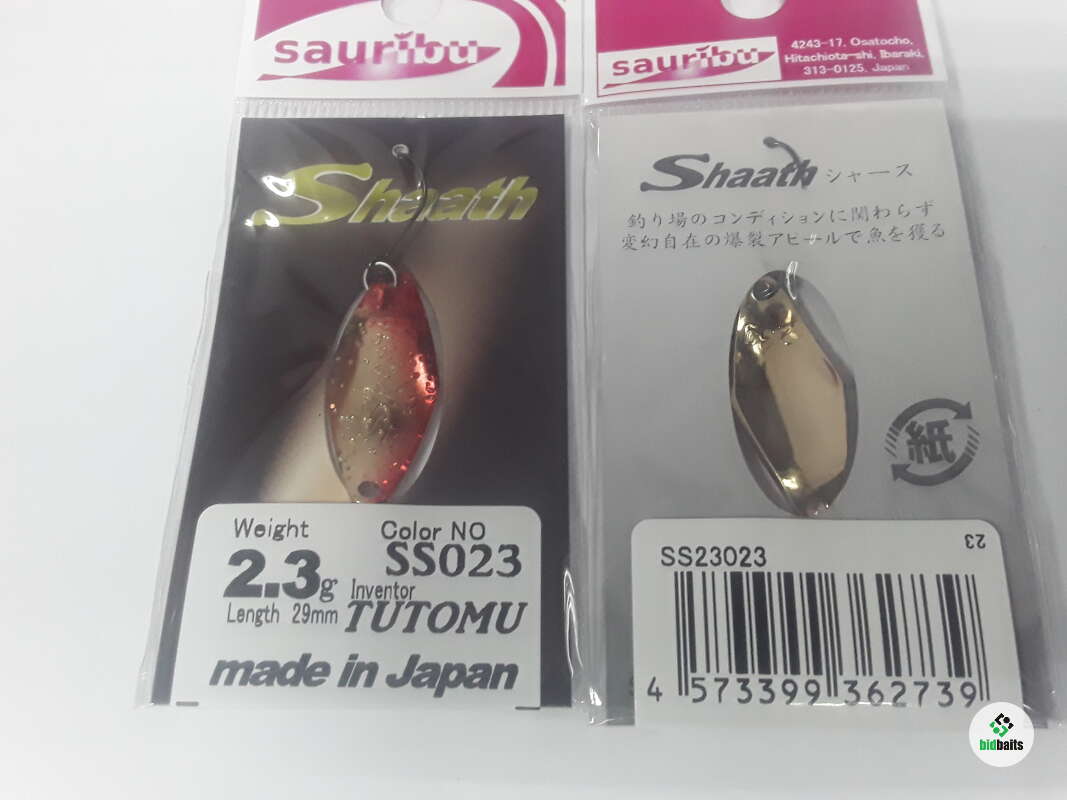 sauribu
Shaath
Weight
2.3g
Length 29mm
Color NO
SS023
Inventor
TUTOMU
made in Japan
sauribu
4243-17, Osatocho,
Hitachiota-shi, Ibaraki,
313-0125, Japan
Shaath シャース
釣り場のコンディションに関わらず
変幻自在の爆裂アピールで魚を獲る
紙
SS23023
23
4 573399 362739
bidbaits